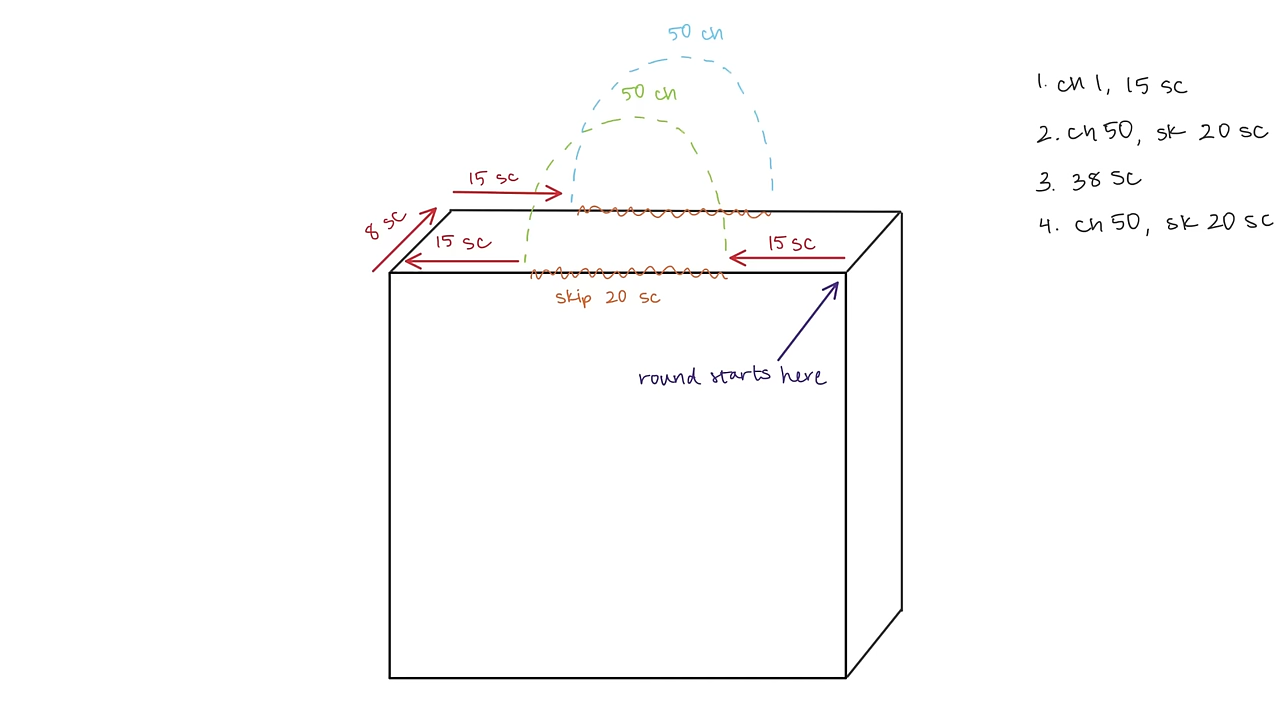 50 ch
50 ch
15 sc
8 sc
15 sc
15 sc
skip 20 sc
round starts here
1. ch 1, 15 sc
2. ch 50, sk 20 sc
3. 38 sc
4. ch 50, sk 20 sc